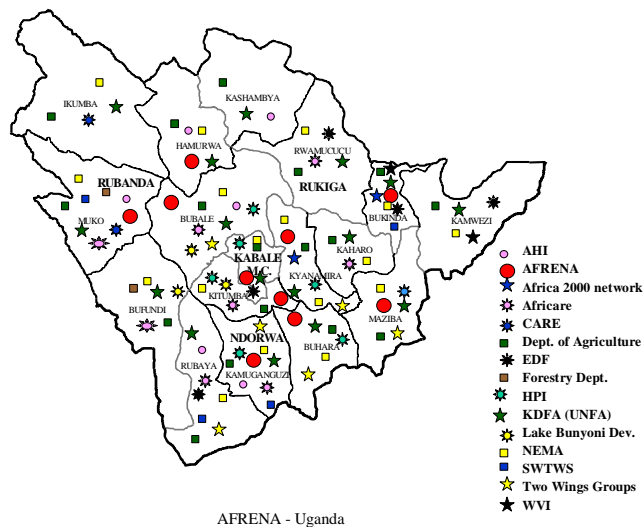 KASHAMBYA
IKUMBA
HAMURWA
RWAMUCUCU
RUBANDA
RUKIGA
MUKO
BUBALE
BUKINDA
KAMWEZI
KAHARO
KABALE
M.C.
KYANAMIRA
KITUMBA
BUFUNDI
MAZIBA
NDORWA
BUHARA
RUBAYA
KAMUGANGUZI
AHI
AFRENA
Africa 2000 network
Africare
CARE
Dept. of Agriculture
EDF
Forestry Dept.
HPI
KDFA (UNFA)
Lake Bunyoni Dev.
NEMA
SWTWS
Two Wings Groups
WVI
AFRENA - Uganda